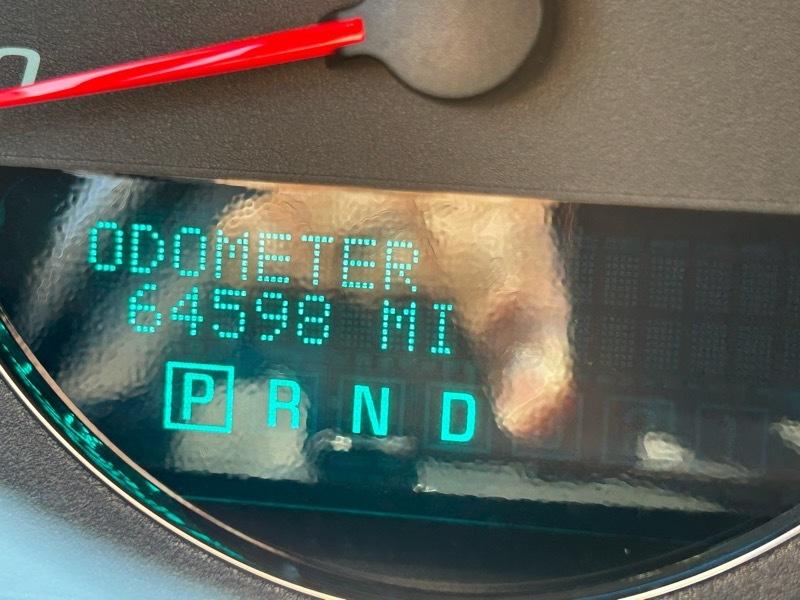 ODOMETER
64598 MI
P R N D